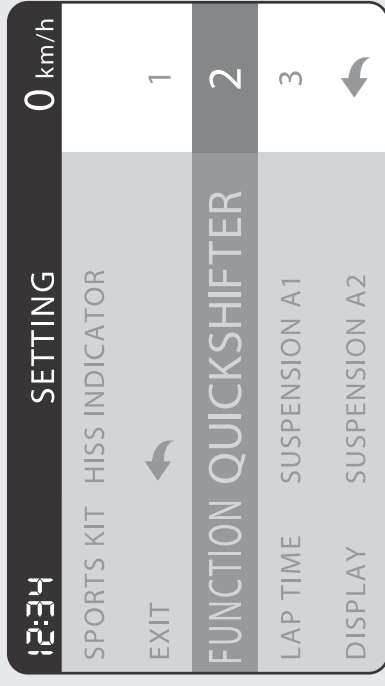 12:34 SETTING 0 km/h
SPORTS KIT HISS INDICATOR
EXIT 1
FUNCTION QUICKSHIFTER 2
LAP TIME SUSPENSION A1 3
DISPLAY SUSPENSION A2